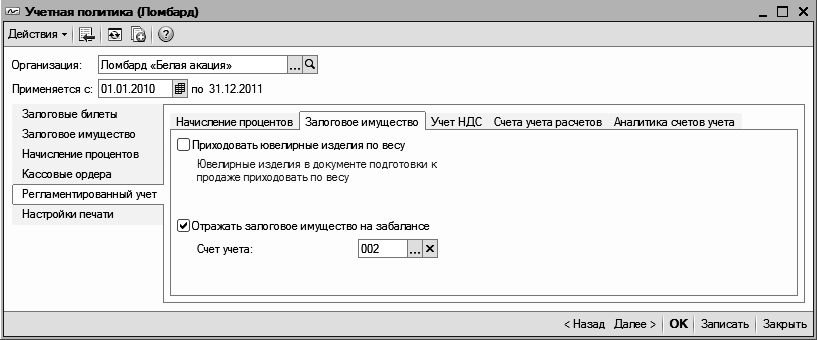 Учетная политика (Ломбард)
Действия
Организация: Ломбард «Белая акация» ...
Применяется с: 01.01.2010 по 31.12.2011
Залоговые билеты
Залоговое имущество
Начисление процентов
Кассовые ордера
Регламентированный учет
Настройки печати
Начисление процентов Залоговое имущество Учет НДС Счета учета расчетов Аналитика счетов учета
Приходовать ювелирные изделия по весу
Ювелирные изделия в документе подготовки к
продаже приходовать по весу
Отражать залоговое имущество на забалансе
Счет учета: 002 ...
< Назад Далее > OK Записать Закрыть